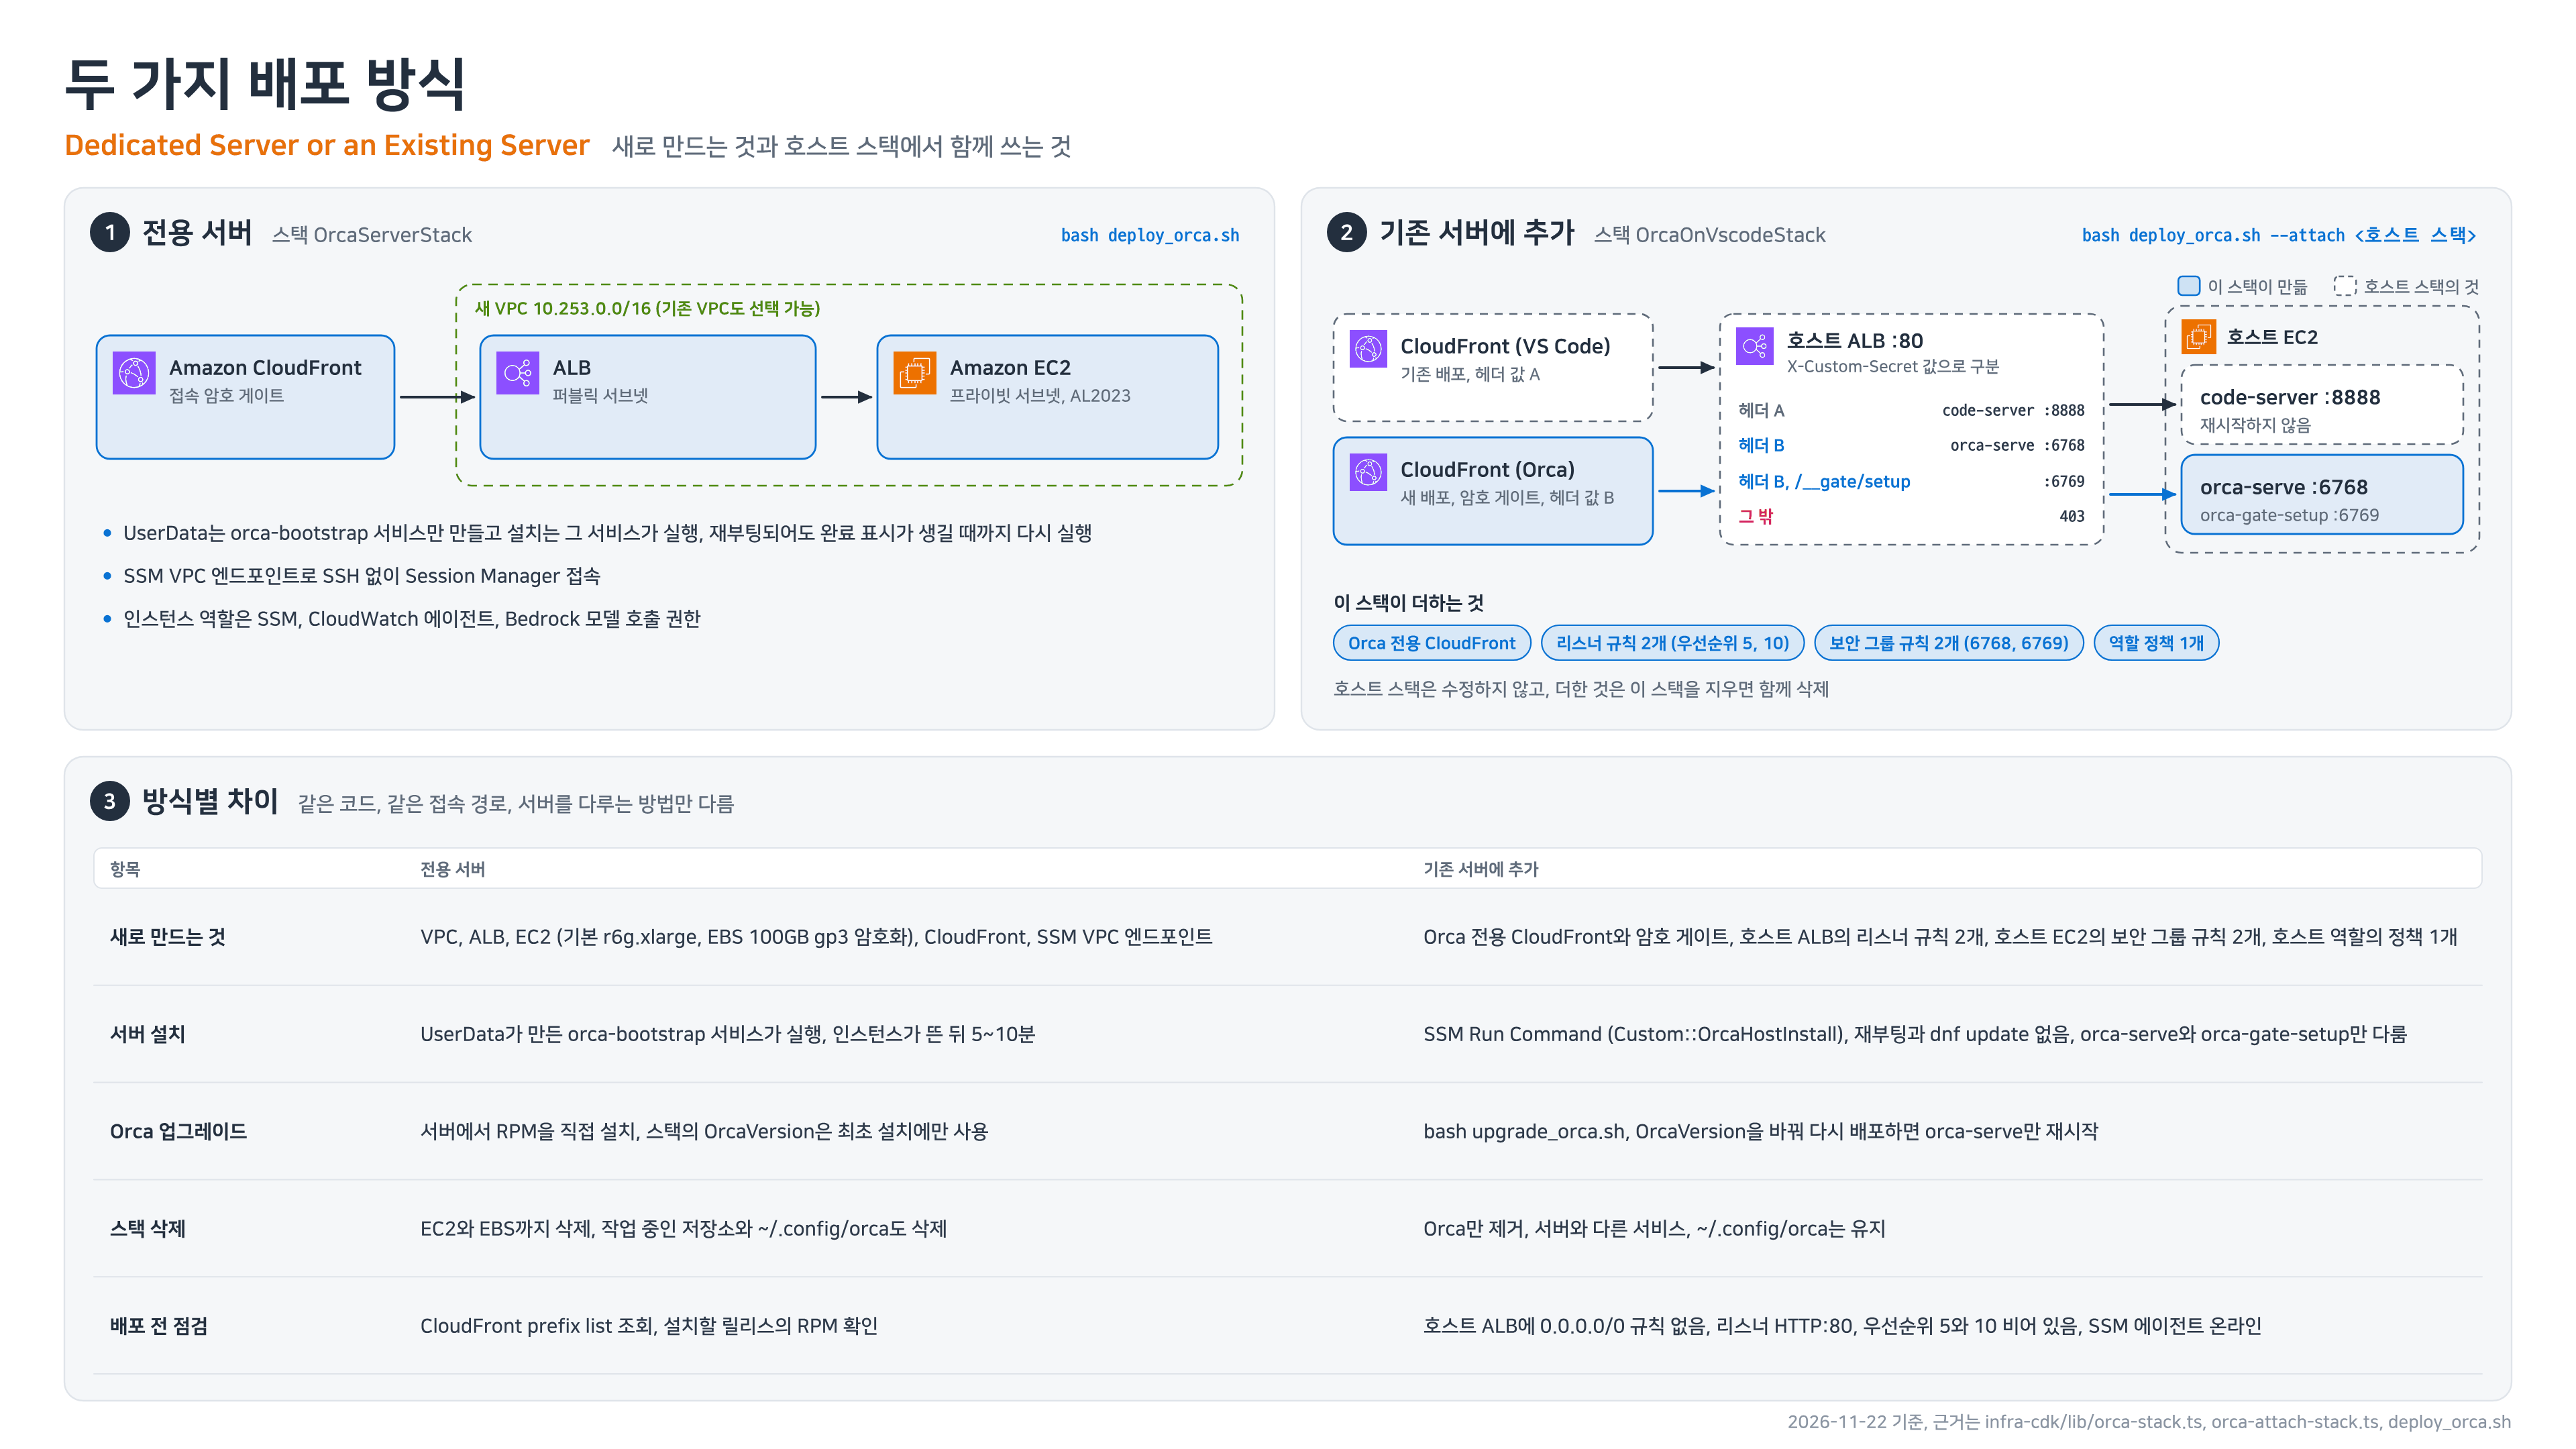 두 가지 배포 방식
Dedicated Server or an Existing Server 새로 만드는 것과 호스트 스택에서 함께 쓰는 것
1 전용 서버 스택 OrcaServerStack bash deploy_orca.sh
새 VPC 10.253.0.0/16 (기존 VPC도 선택 가능)
Amazon CloudFront
접속 암호 게이트
ALB
퍼블릭 서브넷
Amazon EC2
프라이빗 서브넷, AL2023
• UserData는 orca-bootstrap 서비스만 만들고 설치는 그 서비스가 실행, 재부팅되어도 완료 표시가 생길 때까지 다시 실행
• SSM VPC 엔드포인트로 SSH 없이 Session Manager 접속
• 인스턴스 역할은 SSM, CloudWatch 에이전트, Bedrock 모델 호출 권한
2 기존 서버에 추가 스택 OrcaOnVscodeStack bash deploy_orca.sh --attach <호스트 스택>
이 스택이 만듦 호스트 스택의 것
CloudFront (VS Code)
기존 배포, 헤더 값 A
CloudFront (Orca)
새 배포, 암호 게이트, 헤더 값 B
호스트 ALB :80
X-Custom-Secret 값으로 구분
헤더 A code-server :8888
헤더 B orca-serve :6768
헤더 B, /__gate/setup :6769
그 밖 403
호스트 EC2
code-server :8888
재시작하지 않음
orca-serve :6768
orca-gate-setup :6769
이 스택이 더하는 것
Orca 전용 CloudFront 리스너 규칙 2개 (우선순위 5, 10) 보안 그룹 규칙 2개 (6768, 6769) 역할 정책 1개
호스트 스택은 수정하지 않고, 더한 것은 이 스택을 지우면 함께 삭제
3 방식별 차이 같은 코드, 같은 접속 경로, 서버를 다루는 방법만 다름
항목 전용 서버 기존 서버에 추가
새로 만드는 것 VPC, ALB, EC2 (기본 r6g.xlarge, EBS 100GB gp3 암호화), CloudFront, SSM VPC 엔드포인트 Orca 전용 CloudFront와 암호 게이트, 호스트 ALB의 리스너 규칙 2개, 호스트 EC2의 보안 그룹 규칙 2개, 호스트 역할의 정책 1개
서버 설치 UserData가 만든 orca-bootstrap 서비스가 실행, 인스턴스가 뜬 뒤 5~10분 SSM Run Command (Custom::OrcaHostInstall), 재부팅과 dnf update 없음, orca-serve와 orca-gate-setup만 다룸
Orca 업그레이드 서버에서 RPM을 직접 설치, 스택의 OrcaVersion은 최초 설치에만 사용 bash upgrade_orca.sh, OrcaVersion을 바꿔 다시 배포하면 orca-serve만 재시작
스택 삭제 EC2와 EBS까지 삭제, 작업 중인 저장소와 ~/.config/orca도 삭제 Orca만 제거, 서버와 다른 서비스, ~/.config/orca는 유지
배포 전 점검 CloudFront prefix list 조회, 설치할 릴리스의 RPM 확인 호스트 ALB에 0.0.0.0/0 규칙 없음, 리스너 HTTP:80, 우선순위 5와 10 비어 있음, SSM 에이전트 온라인
2026-11-22 기준, 근거는 infra-cdk/lib/orca-stack.ts, orca-attach-stack.ts, deploy_orca.sh